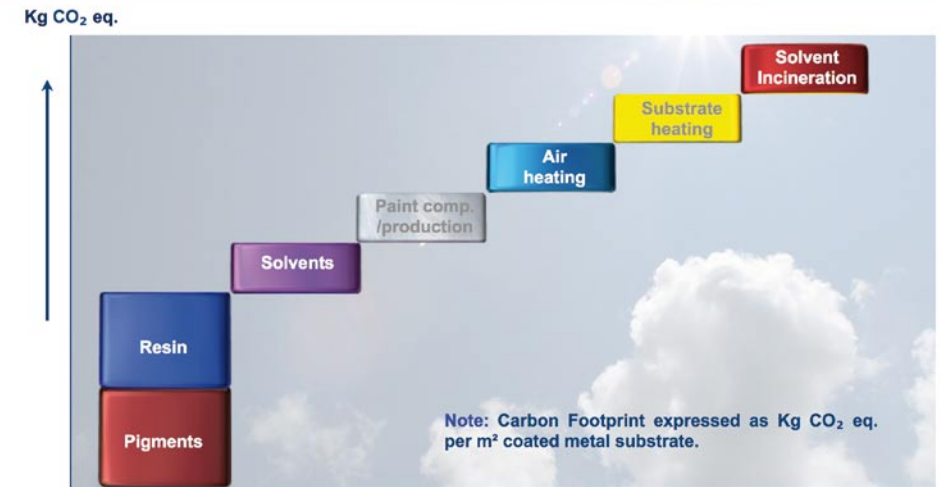 Kg CO₂ eq.
Solvent
Incineration
Substrate
heating
Air
heating
Paint comp.
/production
Solvents
Resin
Pigments
Note: Carbon Footprint expressed as Kg CO₂ eq.
per m² coated metal substrate.